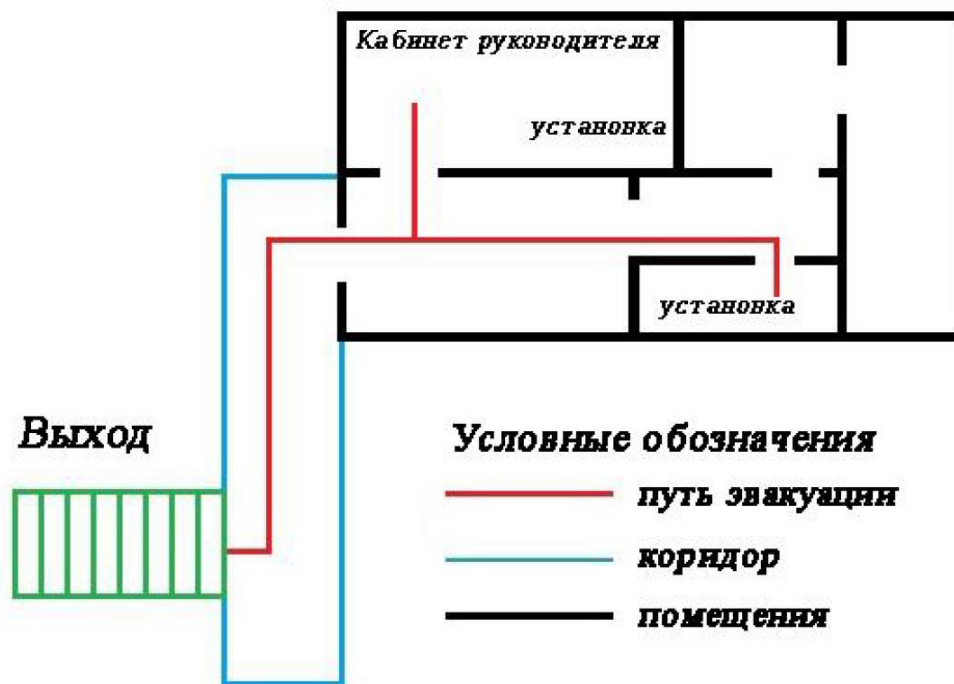 Кабинет руководителя
установка
установка
Выход
Условные обозначения
путь эвакуации
коридор
помещения